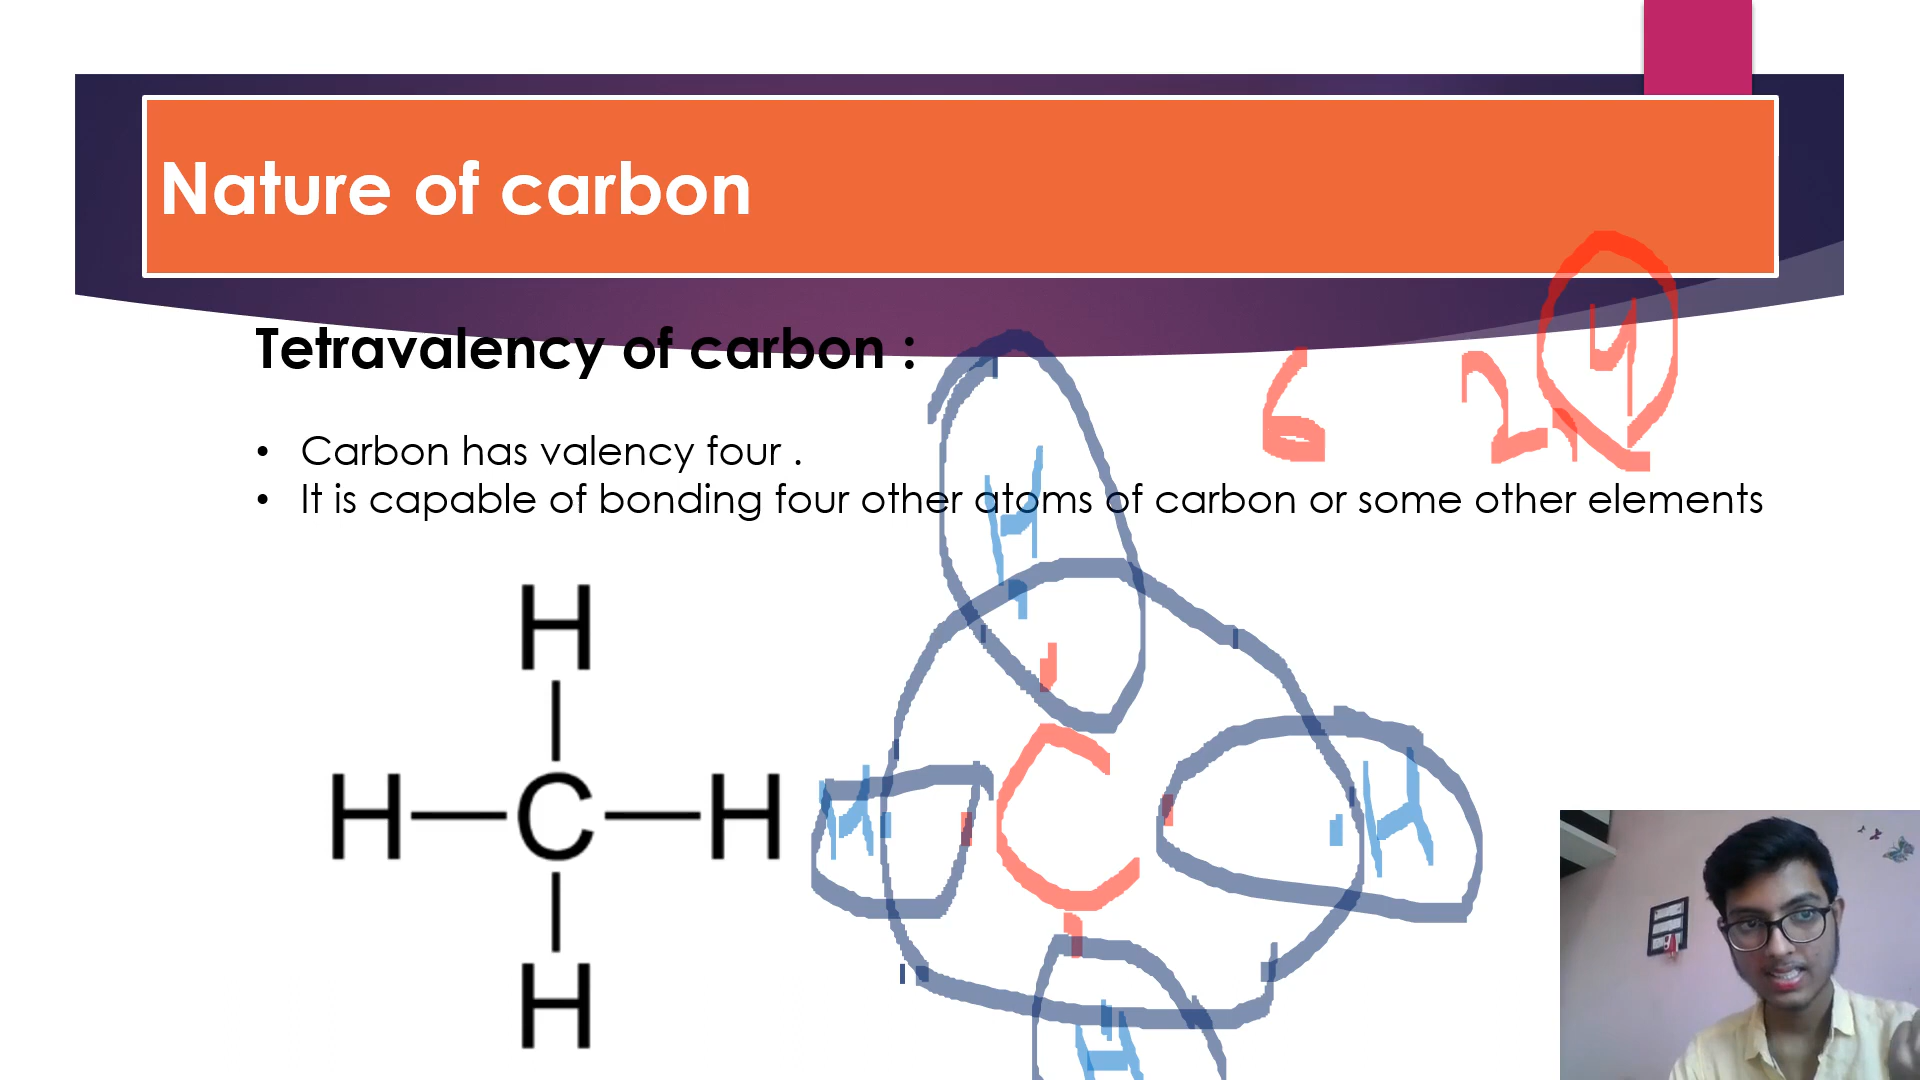 Nature of carbon
Tetravalency of carbon :
6 2,4
• Carbon has valency four .
• It is capable of bonding four other atoms of carbon or some other elements
H
H
H C H
H C H
H
H